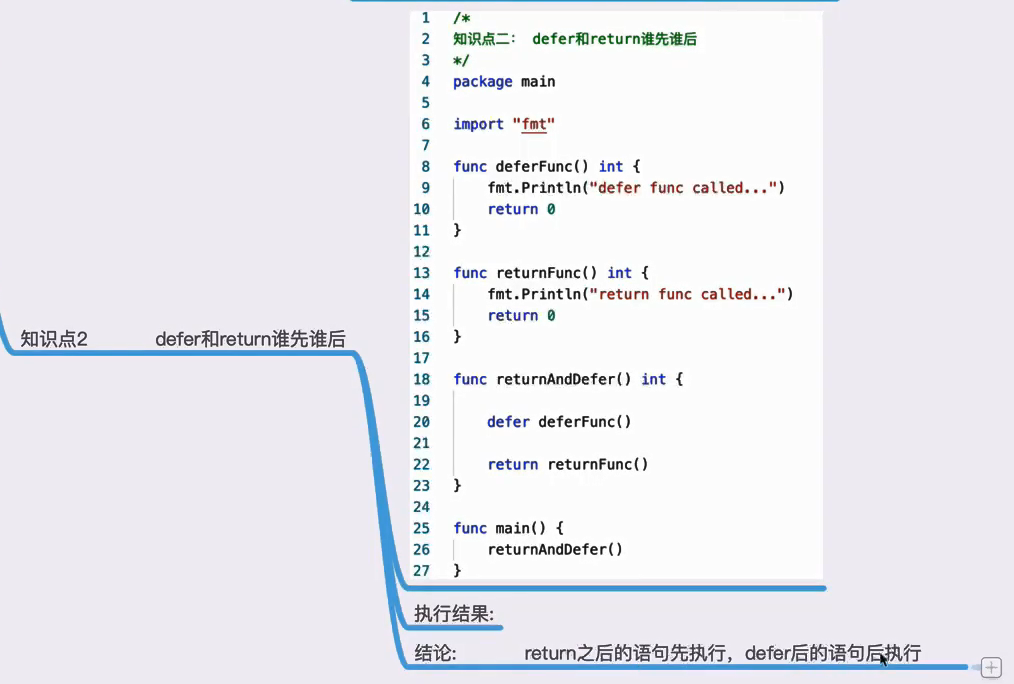 1 /*
2 知识点二： defer和return谁先谁后
3 */
4 package main
5
6 import "fmt"
7
8 func deferFunc() int {
9 fmt.Println("defer func called...")
10 return 0
11 }
12
13 func returnFunc() int {
14 fmt.Println("return func called...")
15 return 0
16 }
17
18 func returnAndDefer() int {
19
20 defer deferFunc()
21
22 return returnFunc()
23 }
24
25 func main() {
26 returnAndDefer()
27 }
知识点2 defer和return谁先谁后
执行结果:
结论: return之后的语句先执行，defer后的语句后执行